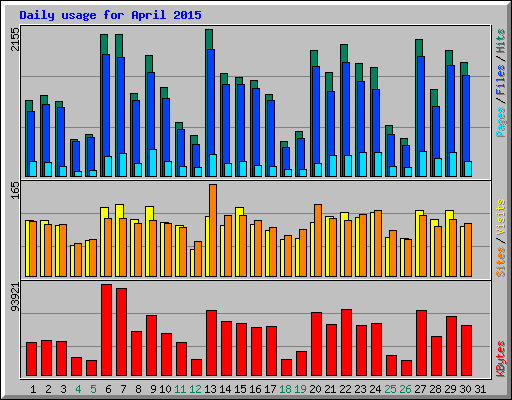 Daily usage for April 2015
2155
Pages / Files / Hits
165
Sites / Visits
93921
KBytes
1 2 3 4 5 6 7 8 9 10 11 12 13 14 15 16 17 18 19 20 21 22 23 24 25 26 27 28 29 30 31